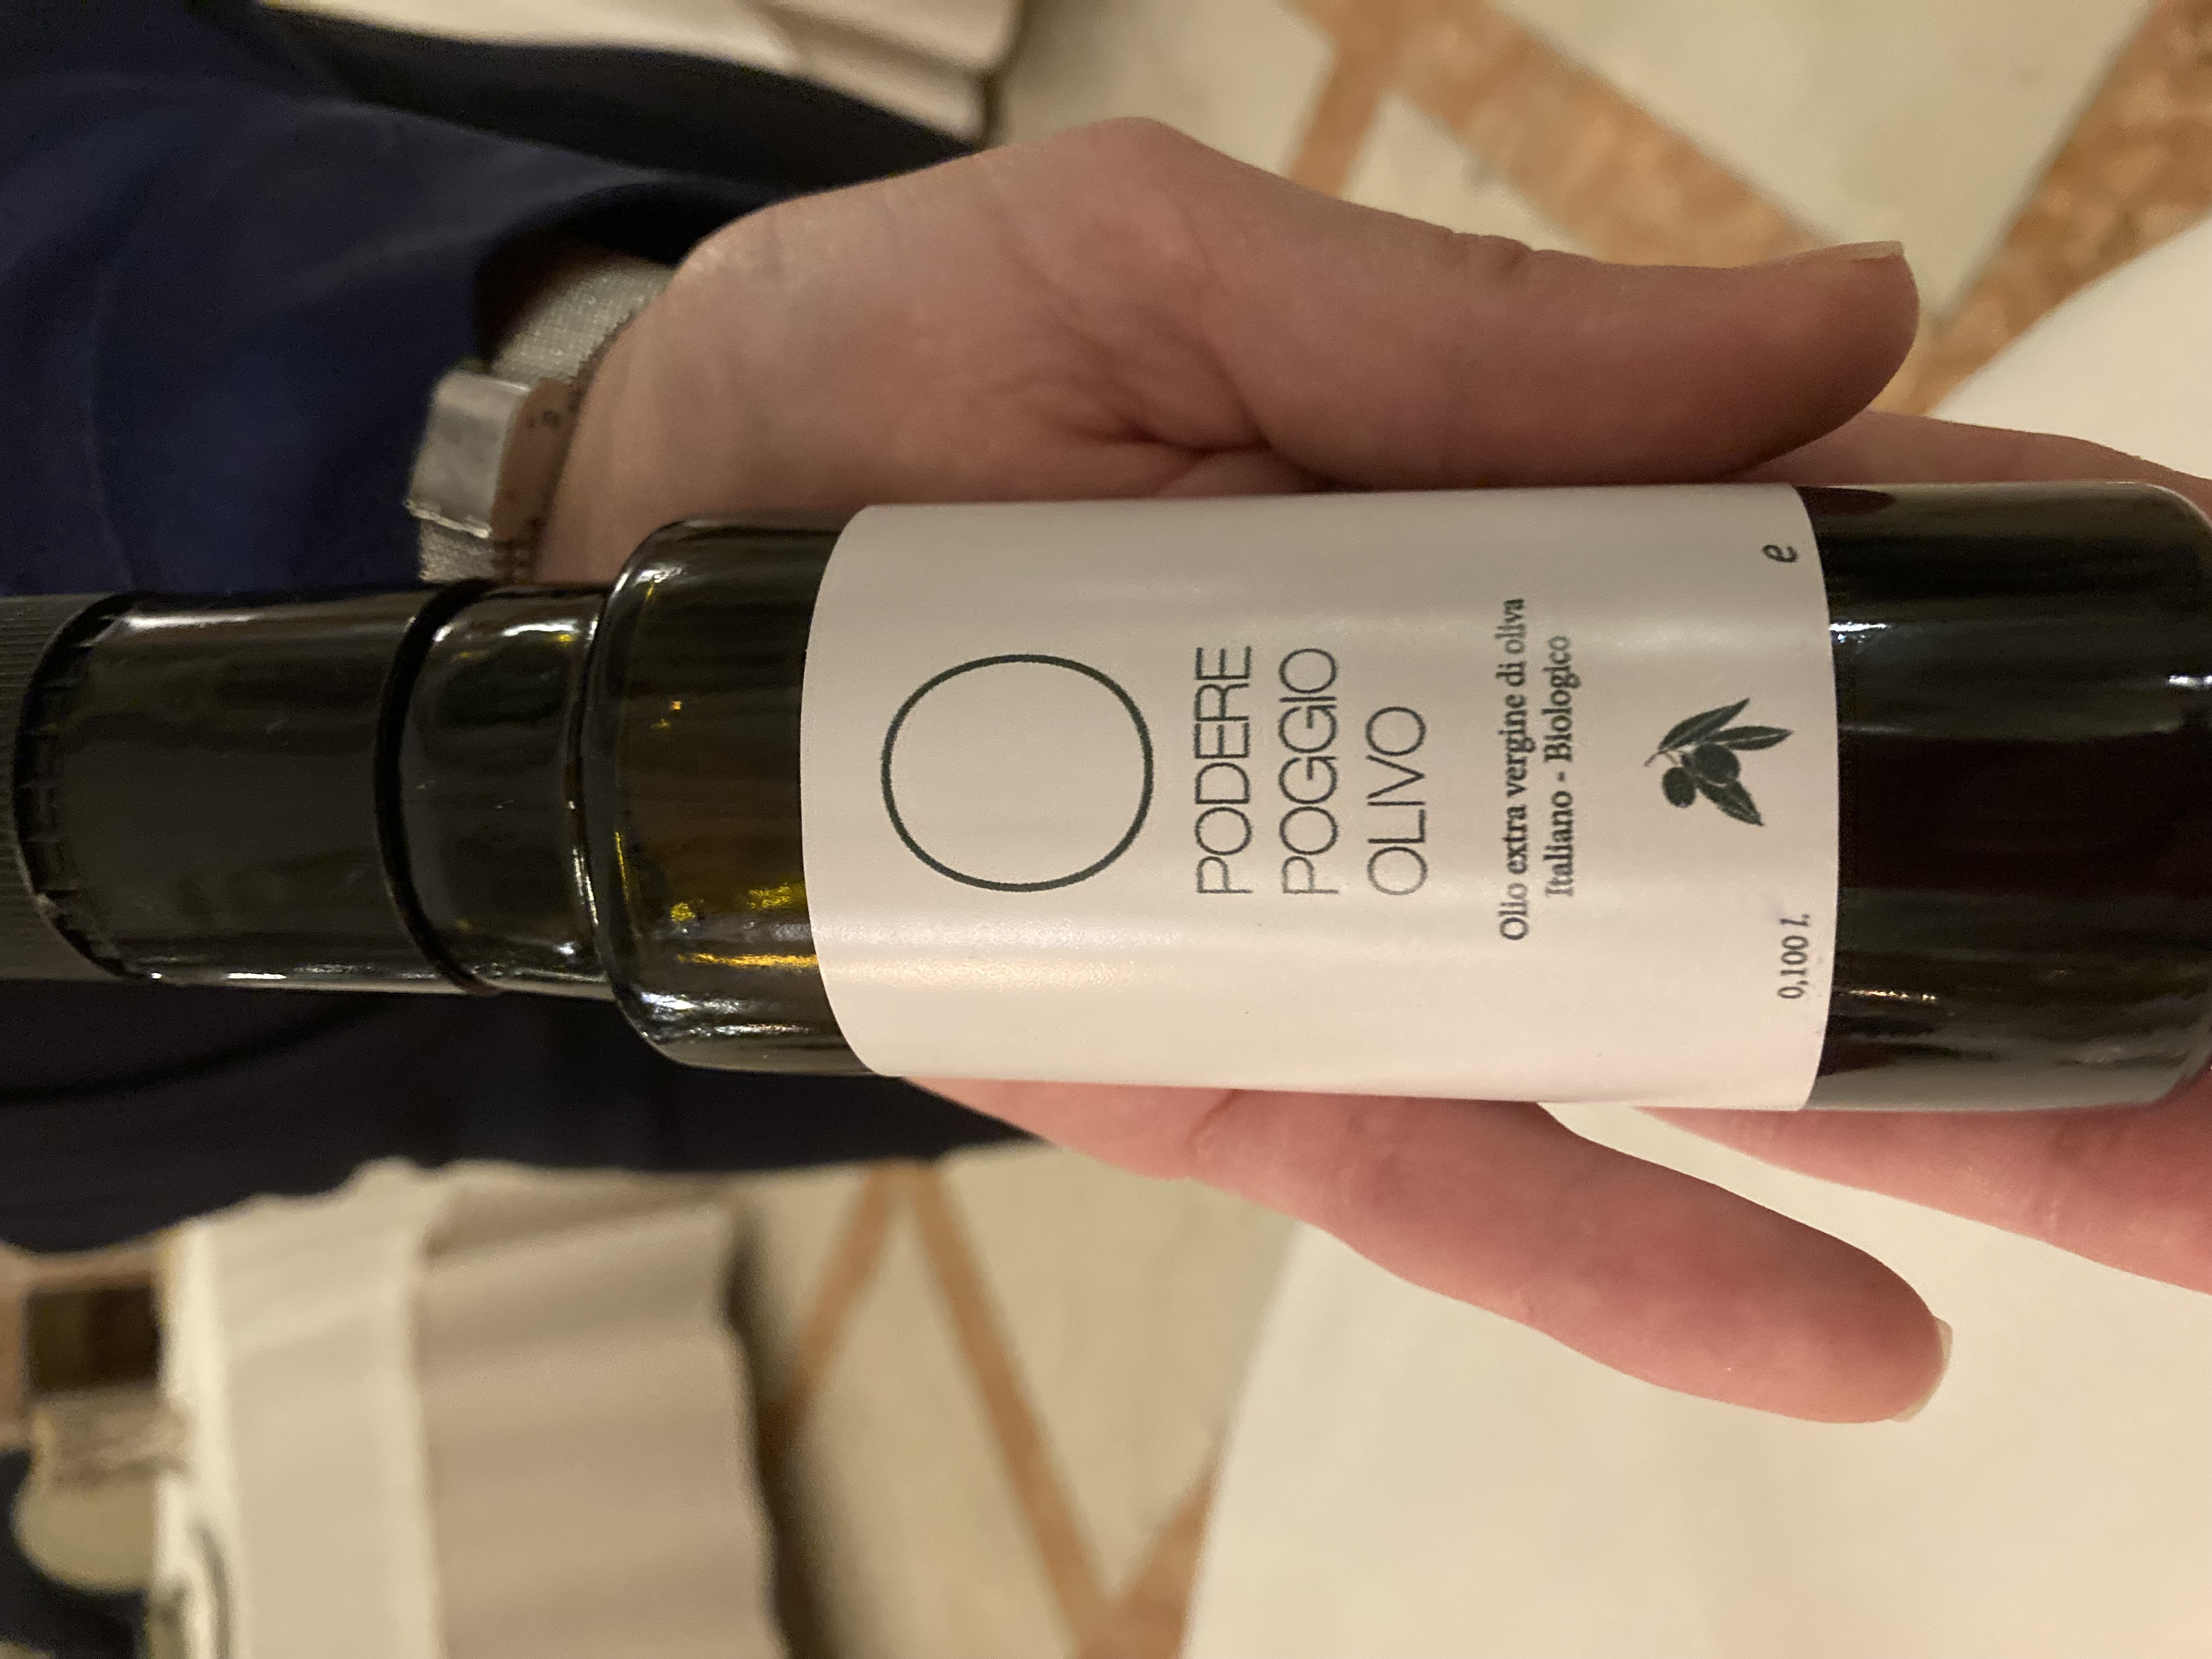 O
PODERE
POGGIO
OLIVO
Olio extra vergine di oliva
Italiano - Biologico
0,100 l. e